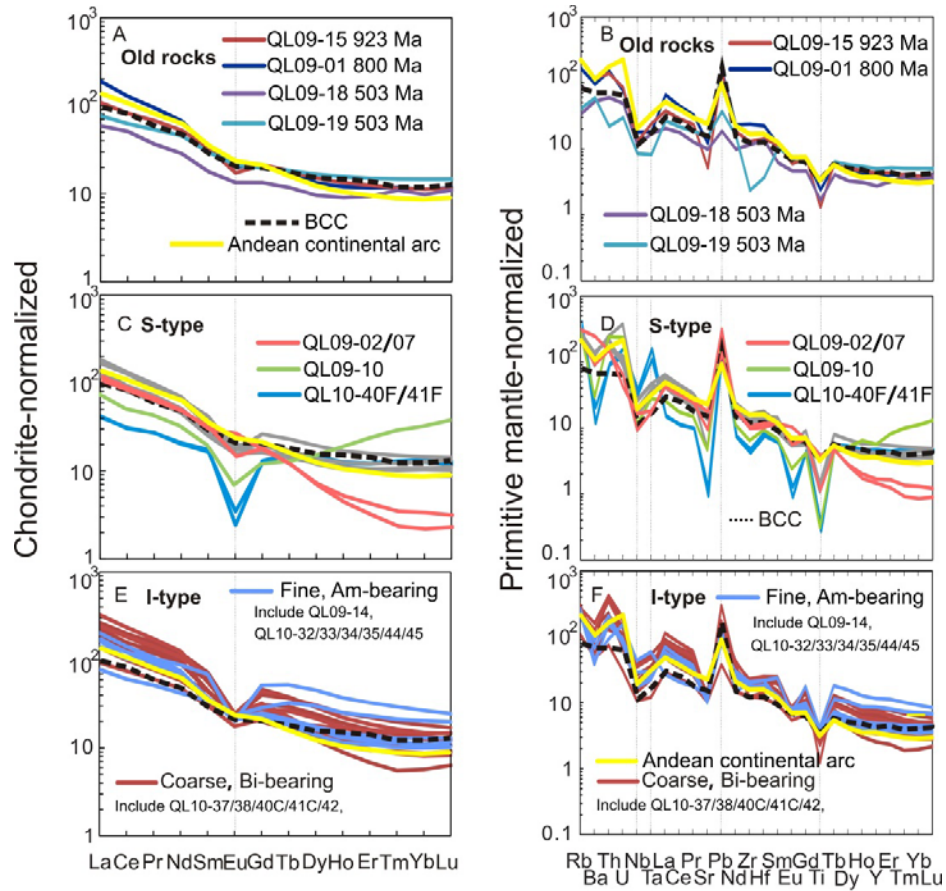 Chondrite-normalized
10³
10²
10
1
A
Old rocks
QL09-15 923 Ma
QL09-01 800 Ma
QL09-18 503 Ma
QL09-19 503 Ma
BCC
Andean continental arc
10³
10²
10
1
C
S-type
QL09-02/07
QL09-10
QL10-40F/41F
10³
10²
10
1
E
I-type
Fine, Am-bearing
Include QL09-14,
QL10-32/33/34/35/44/45
Coarse, Bi-bearing
Include QL10-37/38/40C/41C/42,
La Ce Pr Nd Sm Eu Gd Tb Dy Ho Er Tm Yb Lu
Primitive mantle-normalized
10³
10²
10
1
0.1
B
Old rocks
QL09-15 923 Ma
QL09-01 800 Ma
QL09-18 503 Ma
QL09-19 503 Ma
10³
10²
10
1
0.1
D
S-type
QL09-02/07
QL09-10
QL10-40F/41F
BCC
10³
10²
10
1
0.1
F
I-type
Fine, Am-bearing
Include QL09-14,
QL10-32/33/34/35/44/45
Andean continental arc
Coarse, Bi-bearing
Include QL10-37/38/40C/41C/42,
Rb Th Nb La Pr Pb Zr Sm Gd Tb Ho Er Yb
Ba U Ta Ce Sr Nd Hf Eu Ti Dy Y Tm Lu